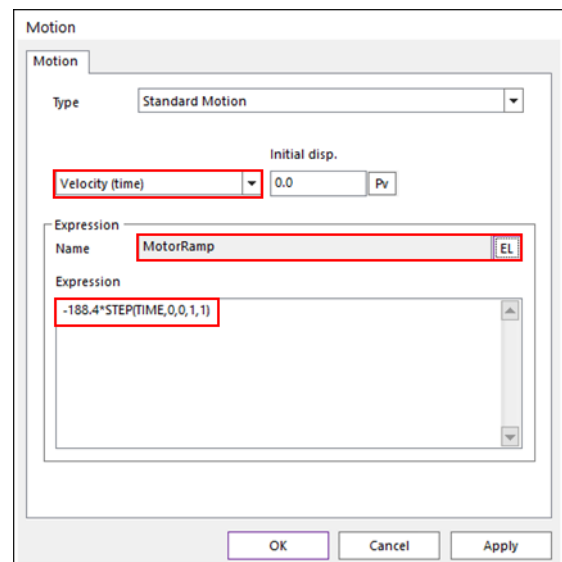 Motion
Motion
Type Standard Motion
Initial disp.
Velocity (time) 0.0 Pv
Expression
Name MotorRamp EL
Expression
-188.4*STEP(TIME,0,0,1,1)
OK Cancel Apply